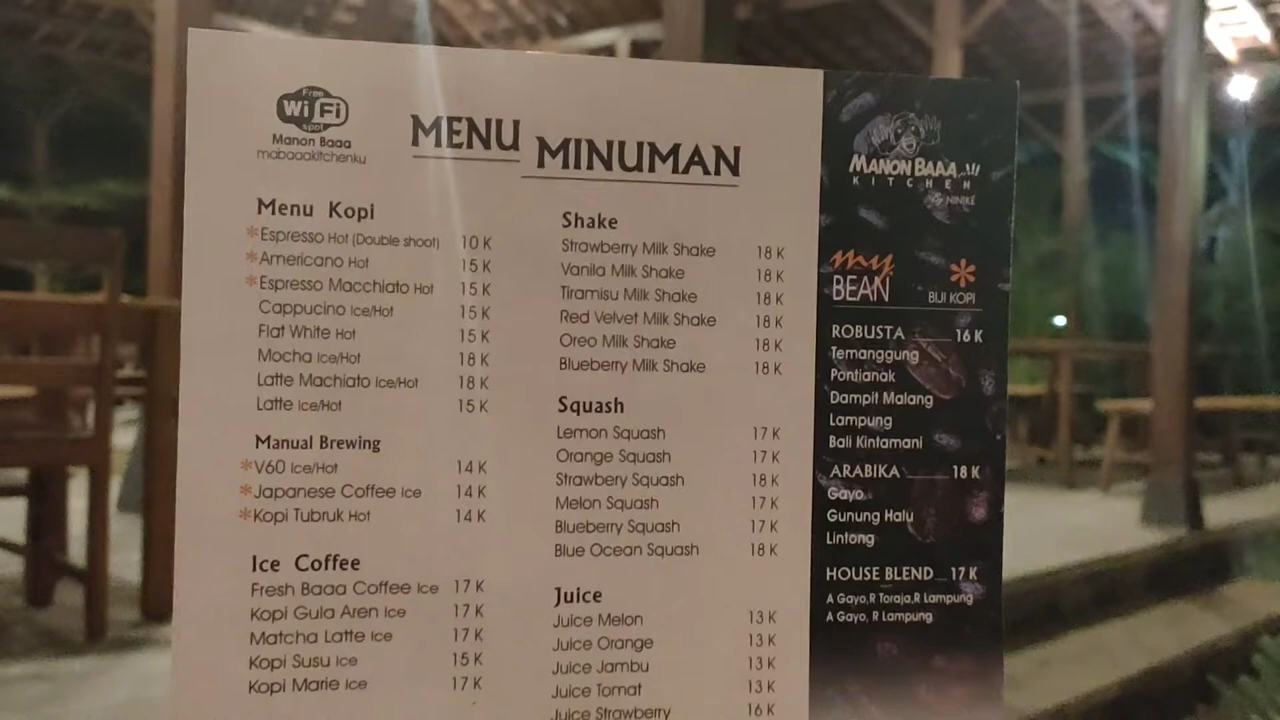 Free
Wi Fi
spot
Manon Baaa
mabaaakitchenku
MENU MINUMAN
Menu Kopi
*Espresso Hot (Double shoot) 10 K
*Americano Hot 15 K
*Espresso Macchiato Hot 15 K
Cappucino Ice/Hot 15 K
Flat White Hot 15 K
Mocha Ice/Hot 18 K
Latte Machiato Ice/Hot 18 K
Latte Ice/Hot 15 K
Manual Brewing
*V60 Ice/Hot 14 K
*Japanese Coffee Ice 14 K
*Kopi Tubruk Hot 14 K
Ice Coffee
Fresh Baaa Coffee Ice 17 K
Kopi Gula Aren Ice 17 K
Matcha Latte Ice 17 K
Kopi Susu Ice 15 K
Kopi Marie Ice 17 K
Shake
Strawberry Milk Shake 18 K
Vanila Milk Shake 18 K
Tiramisu Milk Shake 18 K
Red Velvet Milk Shake 18 K
Oreo Milk Shake 18 K
Blueberry Milk Shake 18 K
Squash
Lemon Squash 17 K
Orange Squash 17 K
Strawbery Squash 18 K
Melon Squash 17 K
Blueberry Squash 17 K
Blue Ocean Squash 18 K
Juice
Juice Melon 13 K
Juice Orange 13 K
Juice Jambu 13 K
Juice Tomat 13 K
Juice Strawberry 16 K
MANON BAAA...!!!
KITCHEN
By NINIKE
my
BEAN
* BIJI KOPI
ROBUSTA ____ 16 K
Temanggung
Pontianak
Dampit Malang
Lampung
Bali Kintamani
ARABIKA ____ 18 K
Gayo
Gunung Halu
Lintong
HOUSE BLEND__17 K
A Gayo,R Toraja,R Lampung
A Gayo, R Lampung